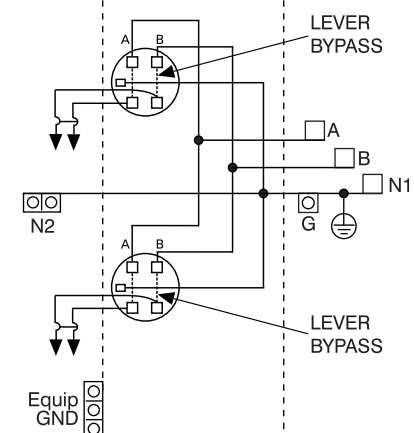 LEVER
BYPASS
A B
A
B
N1
N2
G
A B
LEVER
BYPASS
Equip
GND